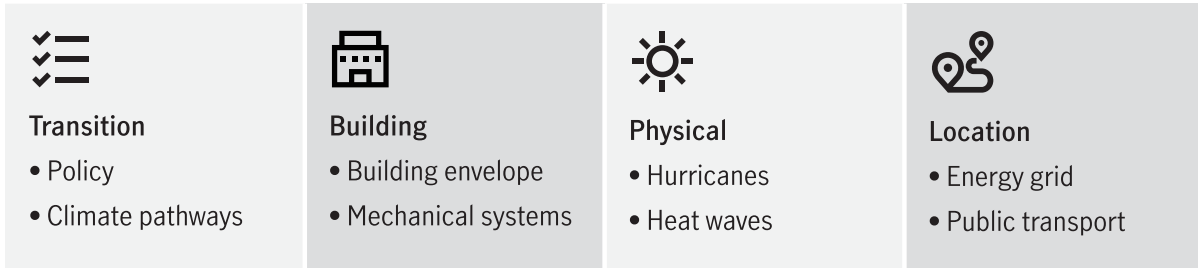 Transition
• Policy
• Climate pathways
Building
• Building envelope
• Mechanical systems
Physical
• Hurricanes
• Heat waves
Location
• Energy grid
• Public transport